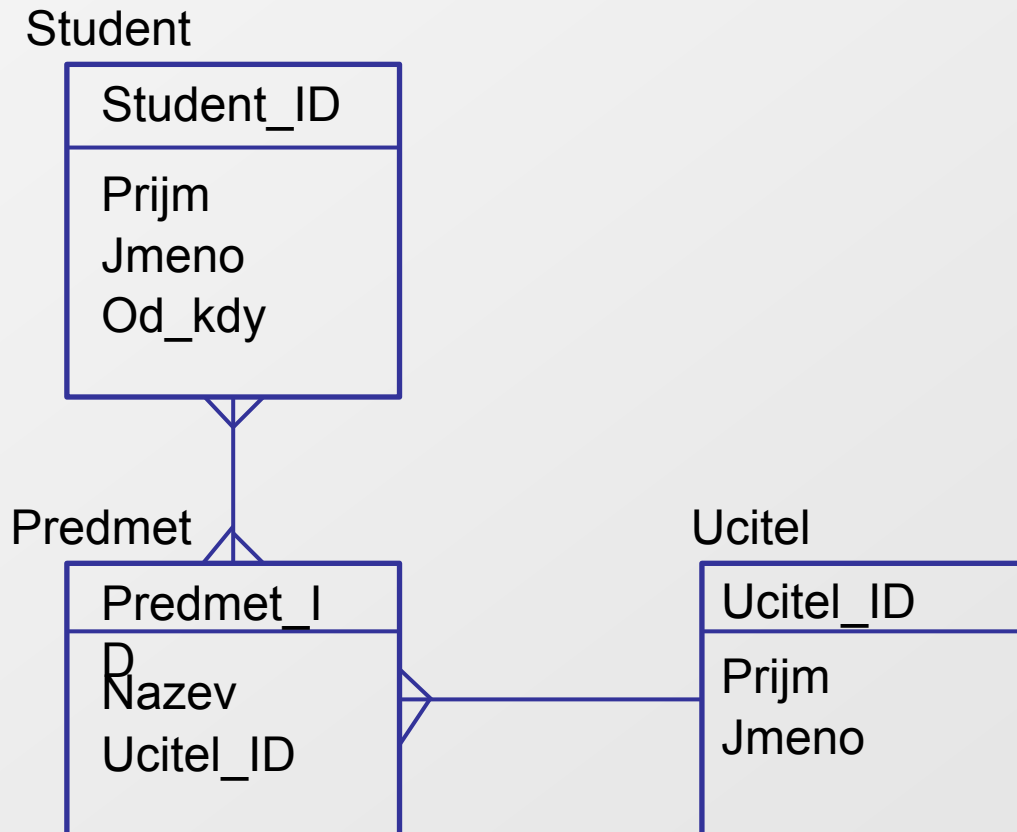 Student
Student_ID
Prijm
Jmeno
Od_kdy
Predmet
Predmet_I
D
Nazev
Ucitel_ID
Ucitel
Ucitel_ID
Prijm
Jmeno